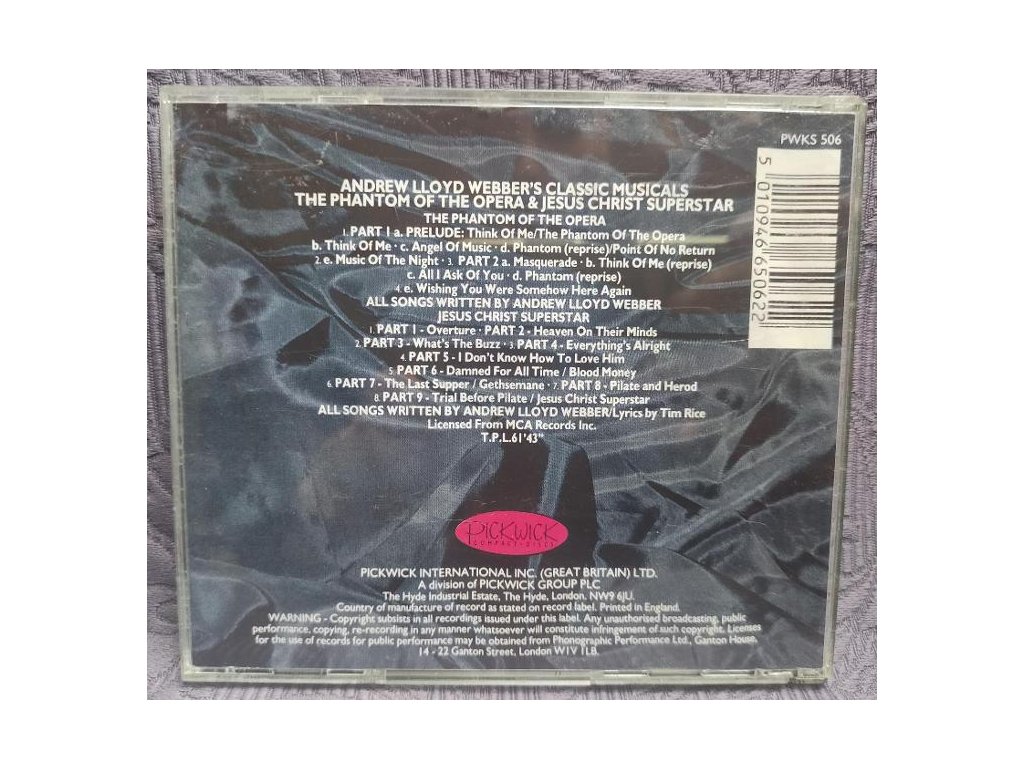 PWKS 506
5 010946 650622
ANDREW LLOYD WEBBER'S CLASSIC MUSICALS
THE PHANTOM OF THE OPERA & JESUS CHRIST SUPERSTAR
THE PHANTOM OF THE OPERA
1. PART 1 a. PRELUDE: Think Of Me/The Phantom Of The Opera
b. Think Of Me · c. Angel Of Music · d. Phantom (reprise)/Point Of No Return
2. e. Music Of The Night · 3. PART 2 a. Masquerade · b. Think Of Me (reprise)
c. All I Ask Of You · d. Phantom (reprise)
4. e. Wishing You Were Somehow Here Again
ALL SONGS WRITTEN BY ANDREW LLOYD WEBBER
JESUS CHRIST SUPERSTAR
1. PART 1 - Overture · PART 2 - Heaven On Their Minds
2. PART 3 - What's The Buzz · 3. PART 4 - Everything's Alright
4. PART 5 - I Don't Know How To Love Him
5. PART 6 - Damned For All Time / Blood Money
6. PART 7 - The Last Supper / Gethsemane · 7. PART 8 - Pilate and Herod
8. PART 9 - Trial Before Pilate / Jesus Christ Superstar
ALL SONGS WRITTEN BY ANDREW LLOYD WEBBER/Lyrics by Tim Rice
Licensed From MCA Records Inc.
T.P.L.61'43"
PICKWICK
COMPACT·DISCS
PICKWICK INTERNATIONAL INC. (GREAT BRITAIN) LTD.
A division of PICKWICK GROUP PLC
The Hyde Industrial Estate, The Hyde, London. NW9 6JU.
Country of manufacture of record as stated on record label. Printed in England.
WARNING - Copyright subsists in all recordings issued under this label. Any unauthorised broadcasting, public
performance, copying, re-recording in any manner whatsoever will constitute infringement of such copyright. Licenses
for the use of records for public performance may be obtained from Phonographic Performance Ltd., Ganton House,
14 - 22 Ganton Street, London W1V 1LB.